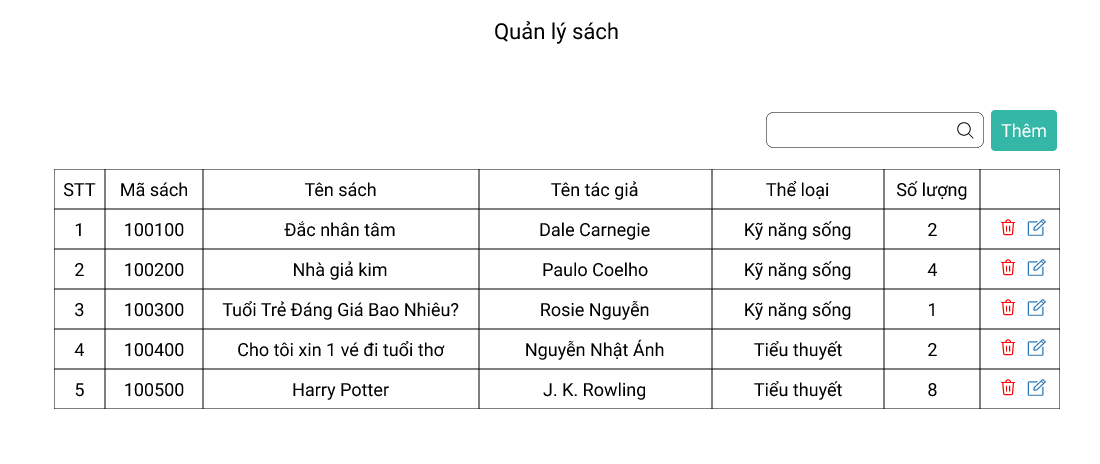 Quản lý sách
Thêm
STT Mã sách Tên sách Tên tác giả Thể loại Số lượng
1 100100 Đắc nhân tâm Dale Carnegie Kỹ năng sống 2
2 100200 Nhà giả kim Paulo Coelho Kỹ năng sống 4
3 100300 Tuổi Trẻ Đáng Giá Bao Nhiêu? Rosie Nguyễn Kỹ năng sống 1
4 100400 Cho tôi xin 1 vé đi tuổi thơ Nguyễn Nhật Ánh Tiểu thuyết 2
5 100500 Harry Potter J. K. Rowling Tiểu thuyết 8